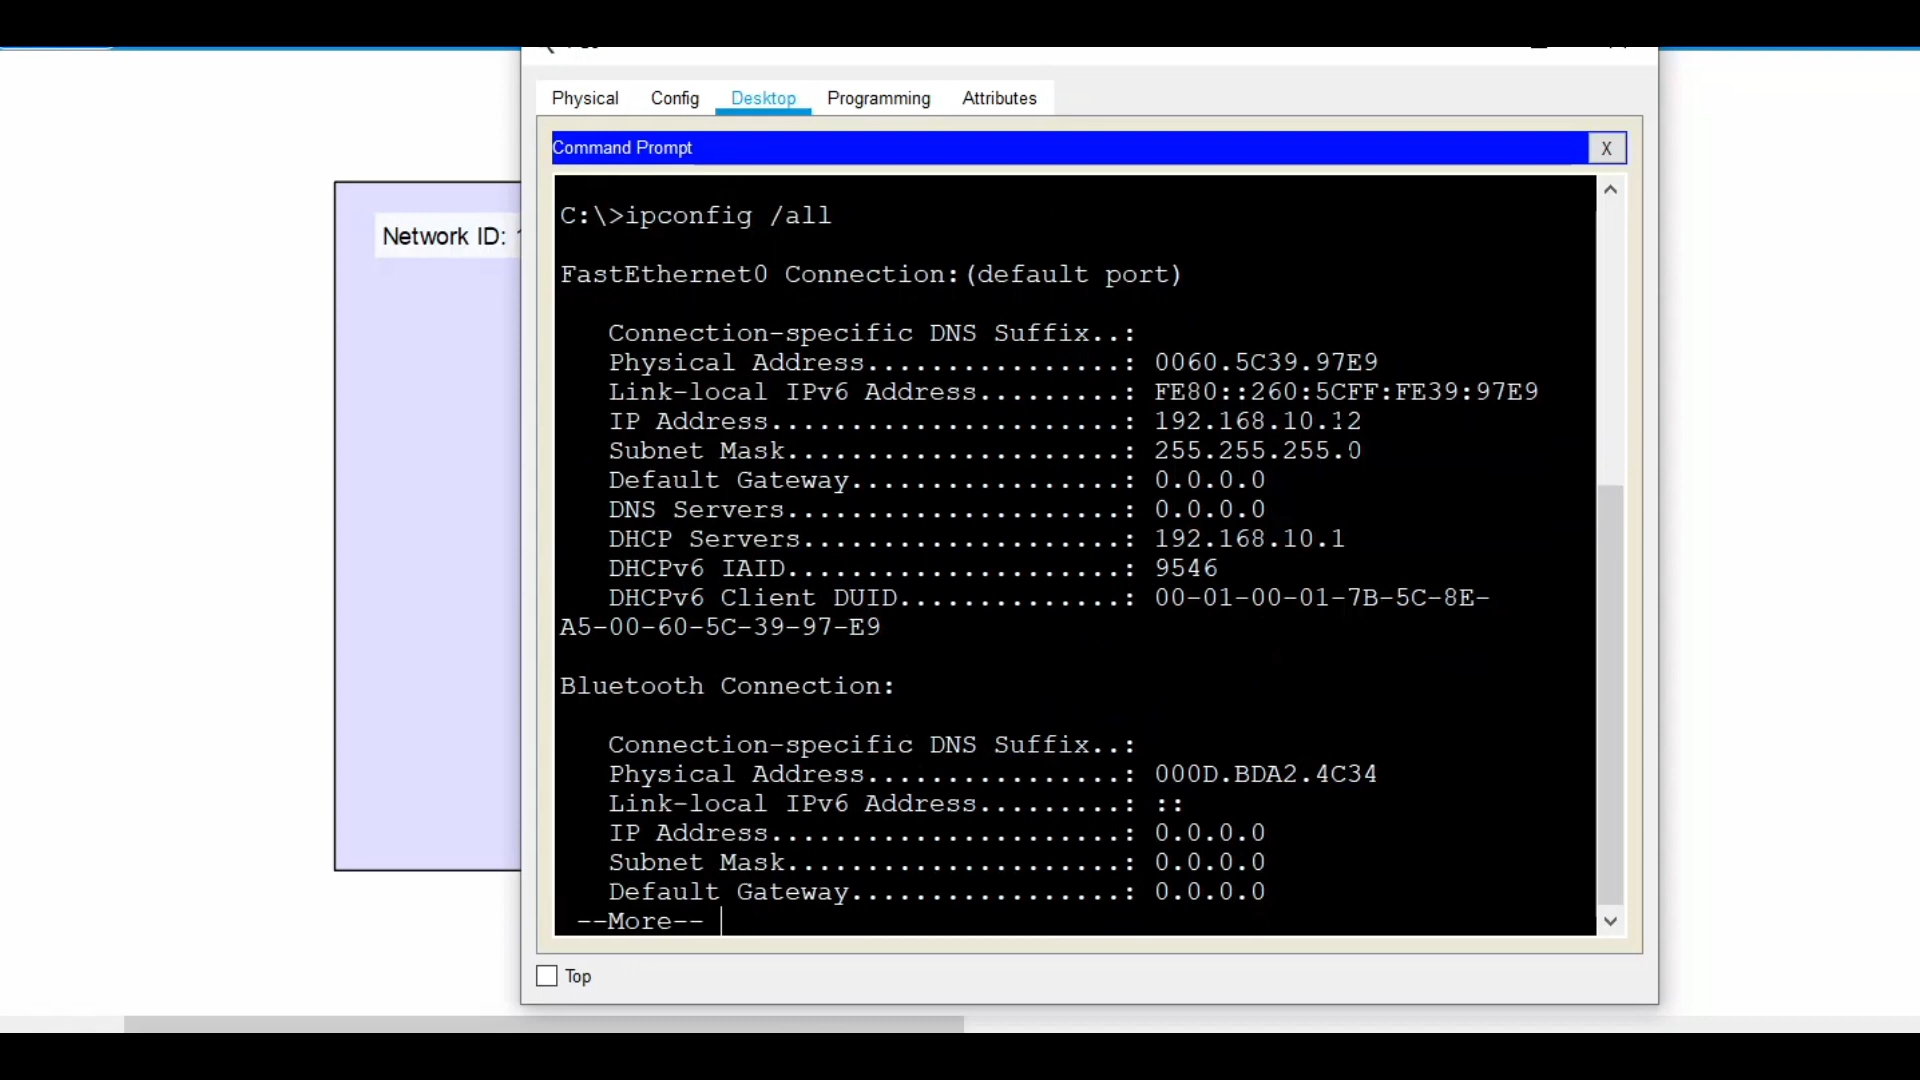 Physical Config Desktop Programming Attributes
Command Prompt X
Network ID:
C:\>ipconfig /all
FastEthernet0 Connection:(default port)
Connection-specific DNS Suffix..:
Physical Address................: 0060.5C39.97E9
Link-local IPv6 Address.........: FE80::260:5CFF:FE39:97E9
IP Address......................: 192.168.10.12
Subnet Mask.....................: 255.255.255.0
Default Gateway.................: 0.0.0.0
DNS Servers.....................: 0.0.0.0
DHCP Servers....................: 192.168.10.1
DHCPv6 IAID.....................: 9546
DHCPv6 Client DUID..............: 00-01-00-01-7B-5C-8E-
A5-00-60-5C-39-97-E9
Bluetooth Connection:
Connection-specific DNS Suffix..:
Physical Address................: 000D.BDA2.4C34
Link-local IPv6 Address.........: ::
IP Address......................: 0.0.0.0
Subnet Mask.....................: 0.0.0.0
Default Gateway.................: 0.0.0.0
--More--
Top